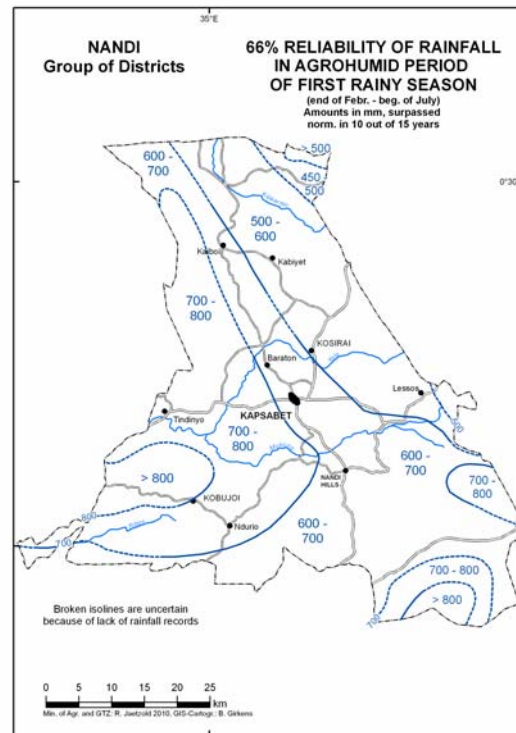 35°E
NANDI
Group of Districts
66% RELIABILITY OF RAINFALL
IN AGROHUMID PERIOD
OF FIRST RAINY SEASON
(end of Febr. - beg. of July)
Amounts in mm, surpassed
norm. in 10 out of 15 years
0°30
> 500
600 -
700
450
500
500 -
600
Kabiyet
700 -
800
KOSIRAI
Baraton
Lessos
KAPSABET
Tindinyo
500
700 -
800
600 -
700
> 800
NANDI
HILLS
700 -
800
KOBUJOI
800
Ndurio
600 -
700
700
700 - 800
> 800
700
Broken isolines are uncertain
because of lack of rainfall records
0 5 10 15 20 25
km
Min. of Agr. and GTZ: R. Jaetzold 2010, GIS-Cartogr.: B. Girkens